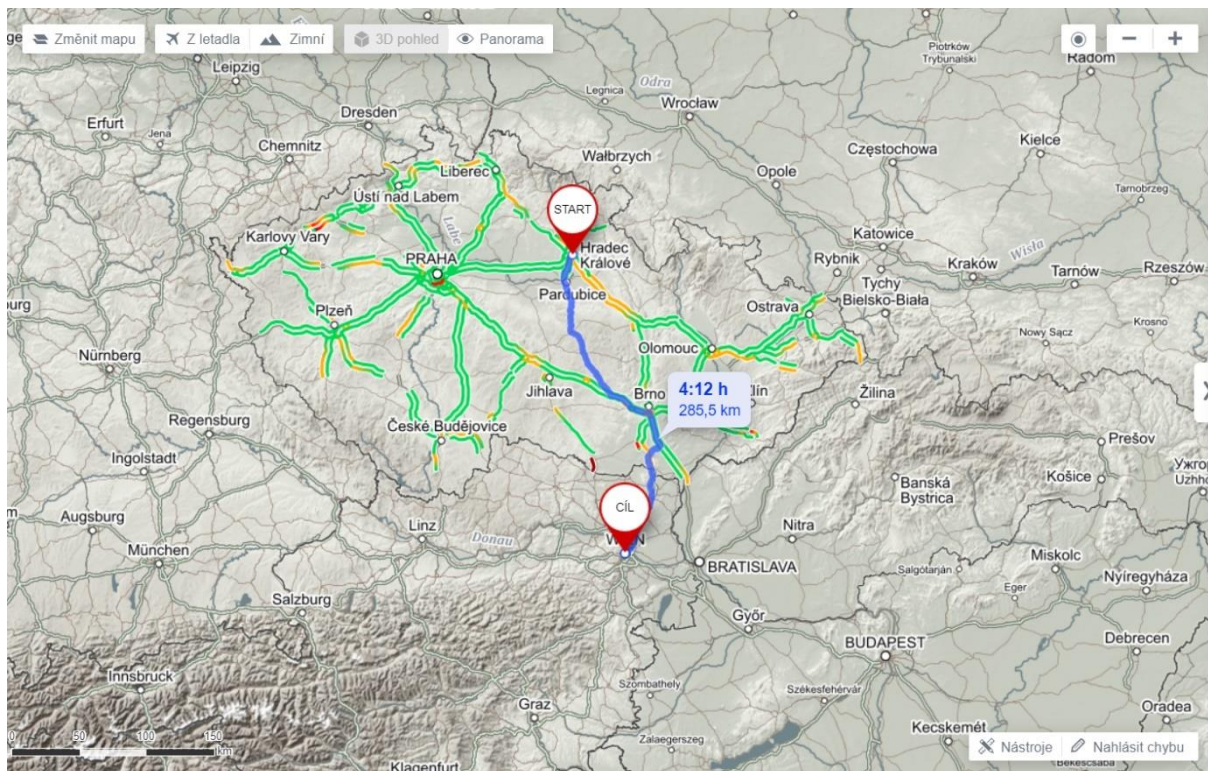 Změnit mapu
Z letadla
Zimní
3D pohled
Panorama
Leipzig
Legnica
Odra
Piotrków
Trybunalski
Radom
Wrocław
Erfurt
Jena
Dresden
Chemnitz
Wałbrzych
Kielce
Częstochowa
Opole
Liberec
Ústí nad Labem
Tarnobrzeg
START
Karlovy Vary
Labe
Hradec
Králové
PRAHA
Katowice
Wisła
Rybnik
Kraków
Tarnów
Rzeszów
Tychy
Bielsko-Biała
Pardubice
Plzeň
Ostrava
Nowy Sącz
Krosno
Nürnberg
Olomouc
4:12 h
285,5 km
Jihlava
Brno
Zlín
Žilina
Regensburg
České Budějovice
Prešov
Ingolstadt
Košice
Banská
Bystrica
Uzhh
CÍL
Augsburg
Linz
Donau
Nitra
München
BRATISLAVA
Miskolc
Salgótarján
Eger
Nyíregyháza
Salzburg
Győr
BUDAPEST
Debrecen
Innsbruck
Szombathely
Székesfehérvár
Graz
Oradea
Kecskemét
Zalaegerszeg
0 50 100 150
km
Nástroje
Nahlásit chybu
Klagenfurt
Békéscsaba